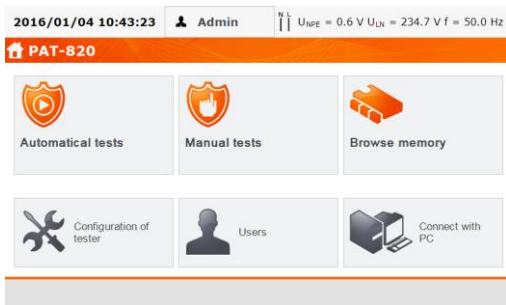 2016/01/04 10:43:23 Admin N L UNPE = 0.6 V ULN = 234.7 V f = 50.0 Hz
PAT-820
Automatical tests Manual tests Browse memory
Configuration of tester Users Connect with PC